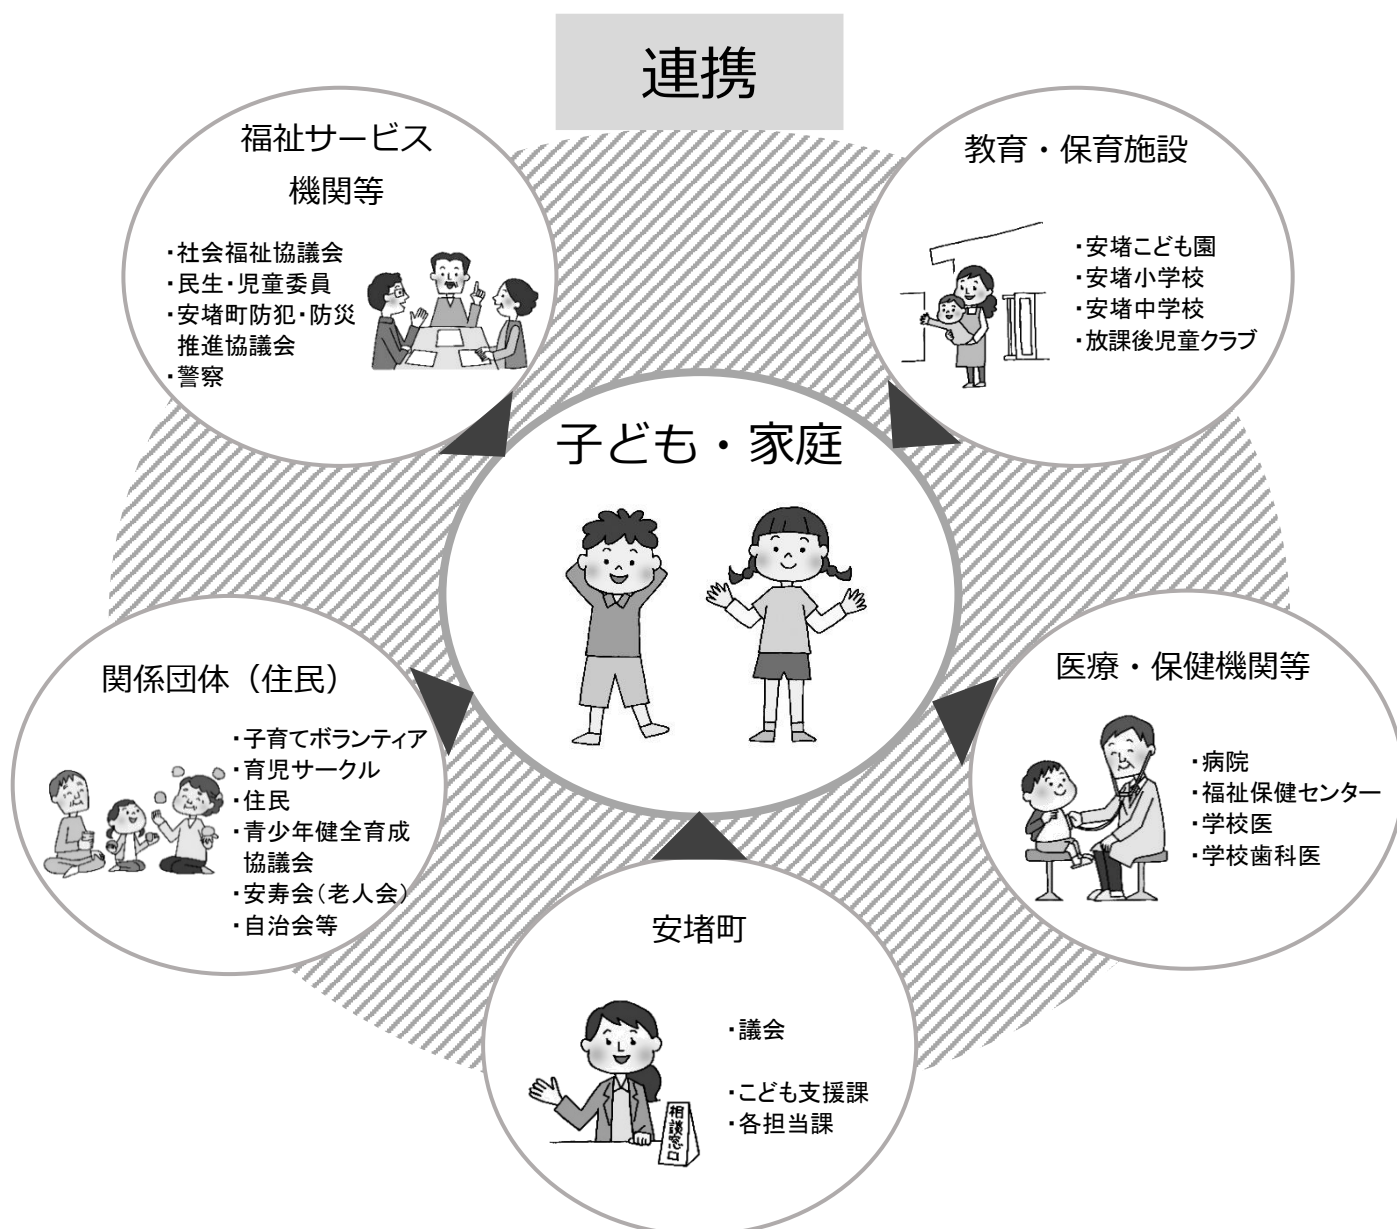 連携
福祉サービス
機関等
・社会福祉協議会
・民生・児童委員
・安堵町防犯・防災
推進協議会
・警察
教育・保育施設
・安堵こども園
・安堵小学校
・安堵中学校
・放課後児童クラブ
子ども・家庭
関係団体（住民）
・子育てボランティア
・育児サークル
・住民
・青少年健全育成
協議会
・安寿会（老人会）
・自治会等
医療・保健機関等
・病院
・福祉保健センター
・学校医
・学校歯科医
安堵町
・議会
・こども支援課
・各担当課
相談窓口